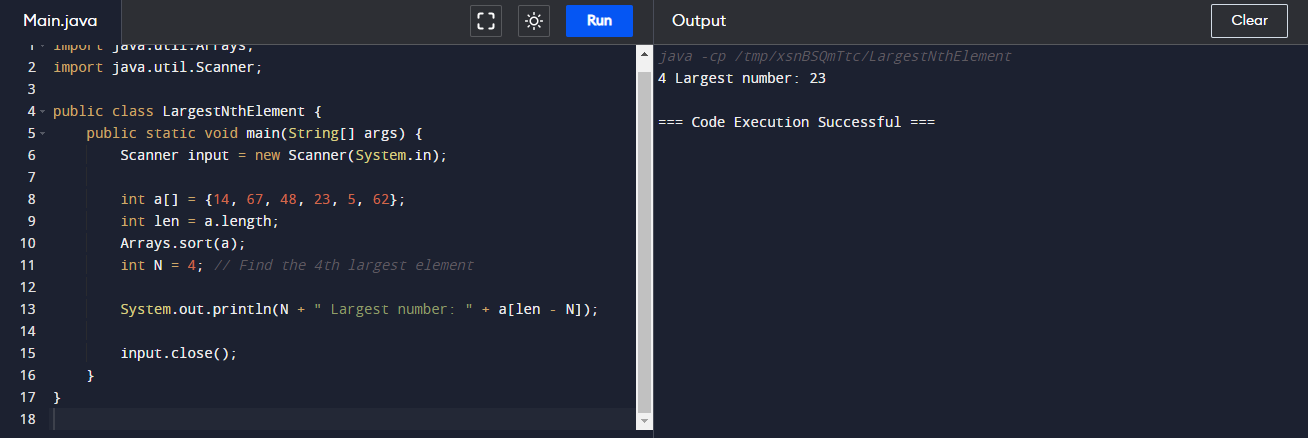 Main.java
Run
Output
Clear
1 import java.util.Arrays;
2 import java.util.Scanner;
3
4 public class LargestNthElement {
5     public static void main(String[] args) {
6         Scanner input = new Scanner(System.in);
7
8         int a[] = {14, 67, 48, 23, 5, 62};
9         int len = a.length;
10         Arrays.sort(a);
11         int N = 4; // Find the 4th largest element
12
13         System.out.println(N + " Largest number: " + a[len - N]);
14
15         input.close();
16     }
17 }
18
java -cp /tmp/xsnBSQmTtc/LargestNthElement
4 Largest number: 23
=== Code Execution Successful ===